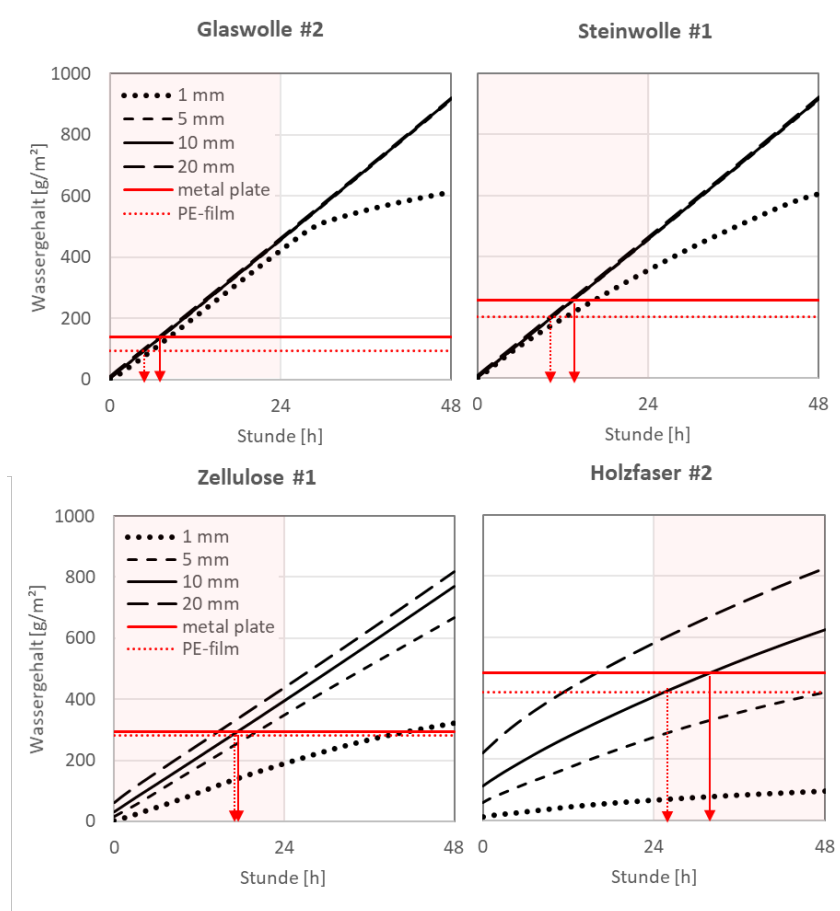 Glaswolle #2
Steinwolle #1
Wassergehalt [g/m²]
1000
800
600
400
200
0
1 mm
5 mm
10 mm
20 mm
metal plate
PE-film
0
24
48
Stunde [h]
0
24
48
Stunde [h]
Zellulose #1
Holzfaser #2
Wassergehalt [g/m²]
1000
800
600
400
200
0
1 mm
5 mm
10 mm
20 mm
metal plate
PE-film
0
24
48
Stunde [h]
0
24
48
Stunde [h]